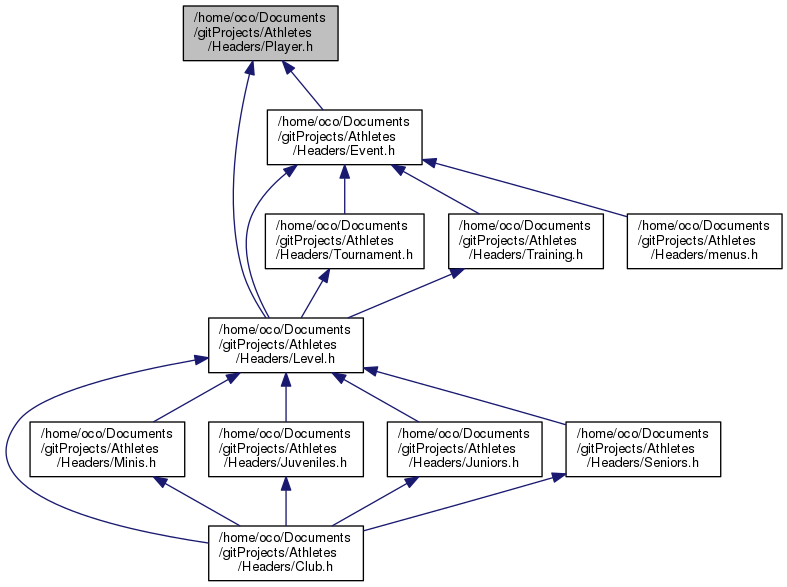 /home/oco/Documents
/gitProjects/Athletes
/Headers/Player.h
/home/oco/Documents
/gitProjects/Athletes
/Headers/Event.h
/home/oco/Documents
/gitProjects/Athletes
/Headers/Tournament.h
/home/oco/Documents
/gitProjects/Athletes
/Headers/Training.h
/home/oco/Documents
/gitProjects/Athletes
/Headers/menus.h
/home/oco/Documents
/gitProjects/Athletes
/Headers/Level.h
/home/oco/Documents
/gitProjects/Athletes
/Headers/Minis.h
/home/oco/Documents
/gitProjects/Athletes
/Headers/Juveniles.h
/home/oco/Documents
/gitProjects/Athletes
/Headers/Juniors.h
/home/oco/Documents
/gitProjects/Athletes
/Headers/Seniors.h
/home/oco/Documents
/gitProjects/Athletes
/Headers/Club.h